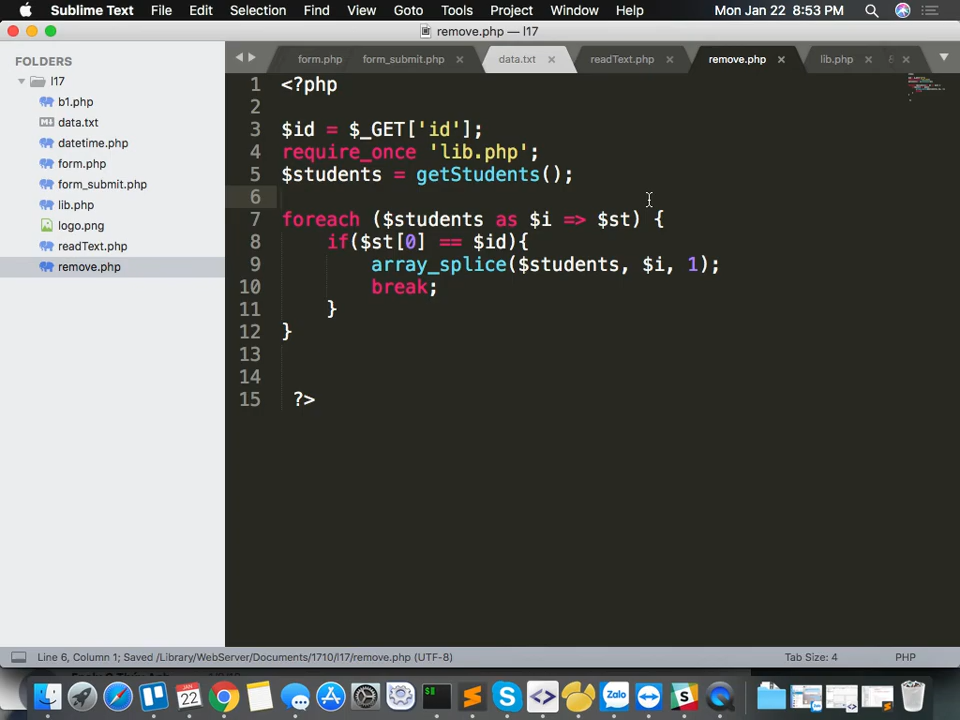 Sublime Text File Edit Selection Find View Goto Tools Project Window Help Mon Jan 22 8:53 PM
remove.php — l17
FOLDERS
l17
b1.php
data.txt
datetime.php
form.php
form_submit.php
lib.php
logo.png
readText.php
remove.php
form.php form_submit.php × data.txt × readText.php × remove.php × lib.php × 8 ×
1 <?php
2
3 $id = $_GET['id'];
4 require_once 'lib.php';
5 $students = getStudents();
6
7 foreach ($students as $i => $st) {
8 if($st[0] == $id){
9 array_splice($students, $i, 1);
10 break;
11 }
12 }
13
14
15 ?>
Line 6, Column 1; Saved /Library/WebServer/Documents/1710/l17/remove.php (UTF-8) Tab Size: 4 PHP
JAN
22
Zalo